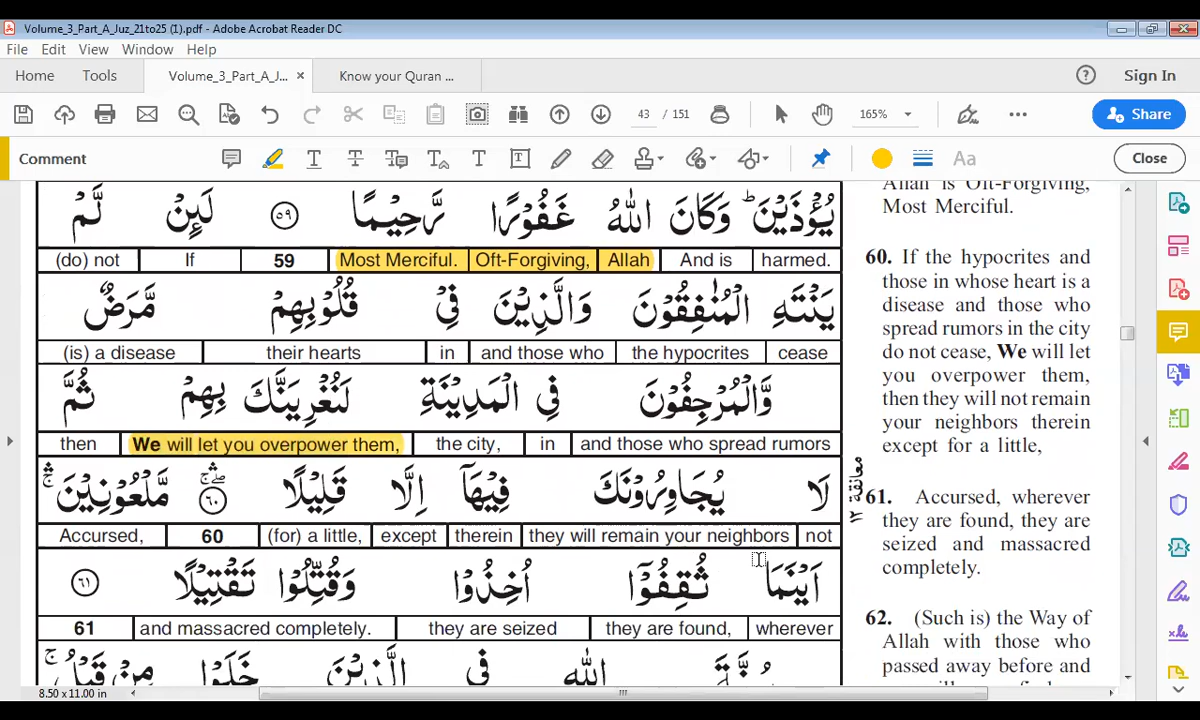 Volume_3_Part_A_Juz_21to25 (1).pdf - Adobe Acrobat Reader DC
File Edit View Window Help
Home Tools Volume_3_Part_A_J... × Know your Quran ... Sign In
43 / 151 165% Share
Comment Close
يُّؤْذَيْنَ ؕ وَكَانَ اللّٰهُ غَفُوْرًا رَّحِيْمًا ٥٩ لَئِنْ لَّمْ
harmed. And is Allah Oft-Forgiving, Most Merciful. 59 If (do) not
يَنْتَهِ الْمُنٰفِقُوْنَ وَالَّذِيْنَ فِيْ قُلُوْبِهِمْ مَّرَضٌ
cease the hypocrites and those who in their hearts (is) a disease
وَّالْمُرْجِفُوْنَ فِى الْمَدِيْنَةِ لَنُغْرِيَنَّكَ بِهِمْ ثُمَّ
and those who spread rumors in the city, We will let you overpower them, then
لَا يُجَاوِرُوْنَكَ فِيْهَآ اِلَّا قَلِيْلًا ٦٠ مَّلْعُوْنِيْنَ
not they will remain your neighbors therein except (for) a little, 60 Accursed,
اَيْنَمَا ثُقِفُوْٓا اُخِذُوْا وَقُتِّلُوْا تَقْتِيْلًا ٦١
wherever they are found, they are seized and massacred completely. 61
سُنَّةَ اللّٰهِ فِى الَّذِيْنَ خَلَوْا مِنْ قَبْلُ ۚ
معانقة ١٢
Allah is Oft-Forgiving,
Most Merciful.
60. If the hypocrites and
those in whose heart is a
disease and those who
spread rumors in the city
do not cease, We will let
you overpower them,
then they will not remain
your neighbors therein
except for a little,
61. Accursed, wherever
they are found, they are
seized and massacred
completely.
62. (Such is) the Way of
Allah with those who
passed away before and
8.50 x 11.00 in